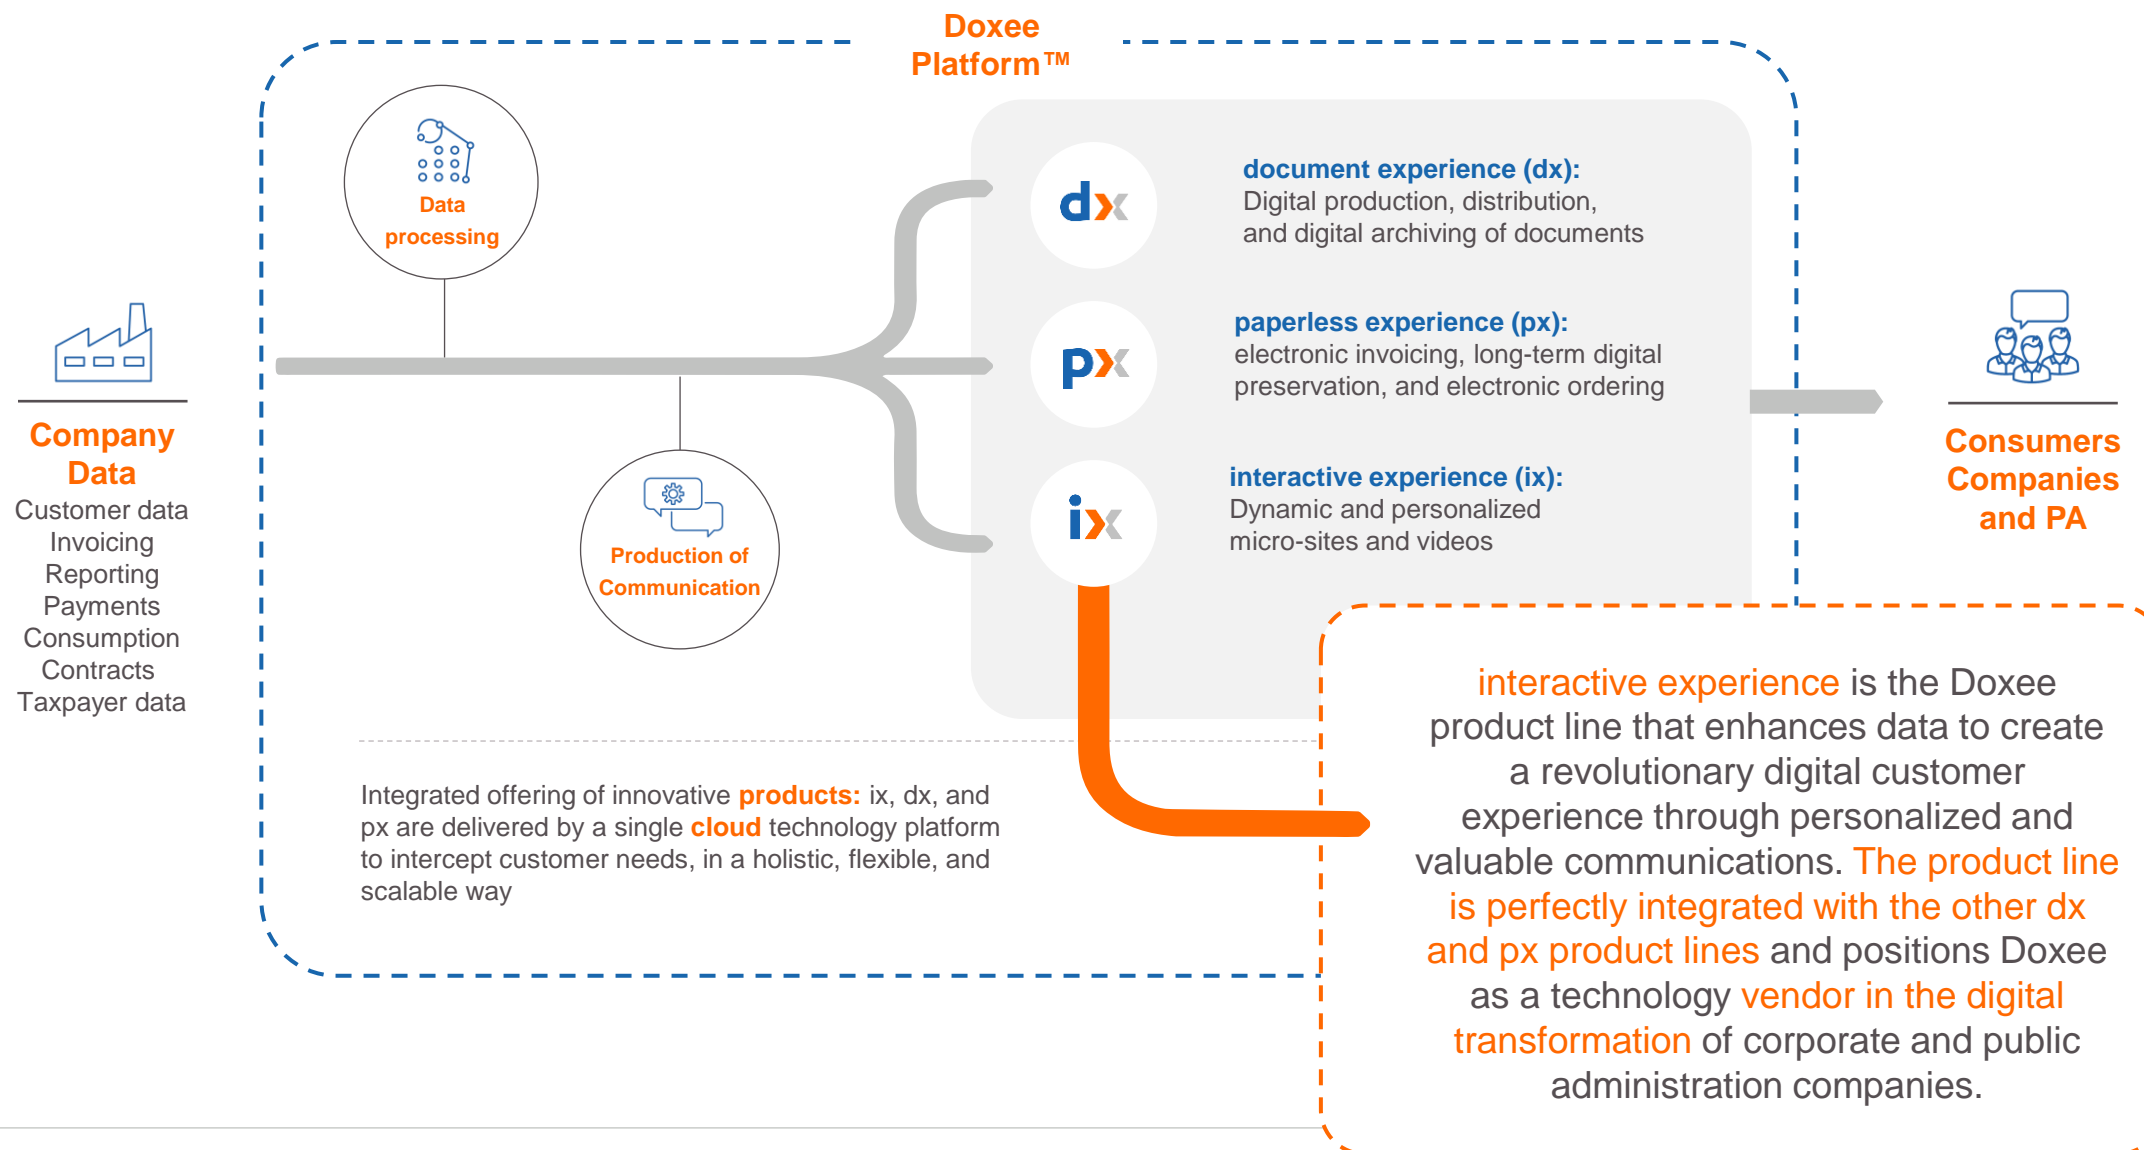 Doxee
Platform™
Data
processing
Production of
Communication
Company
Data
Customer data
Invoicing
Reporting
Payments
Consumption
Contracts
Taxpayer data
dx
document experience (dx):
Digital production, distribution,
and digital archiving of documents
px
paperless experience (px):
electronic invoicing, long-term digital
preservation, and electronic ordering
ix
interactive experience (ix):
Dynamic and personalized
micro-sites and videos
Consumers
Companies
and PA
Integrated offering of innovative products: ix, dx, and
px are delivered by a single cloud technology platform
to intercept customer needs, in a holistic, flexible, and
scalable way
interactive experience is the Doxee
product line that enhances data to create
a revolutionary digital customer
experience through personalized and
valuable communications. The product line
is perfectly integrated with the other dx
and px product lines and positions Doxee
as a technology vendor in the digital
transformation of corporate and public
administration companies.